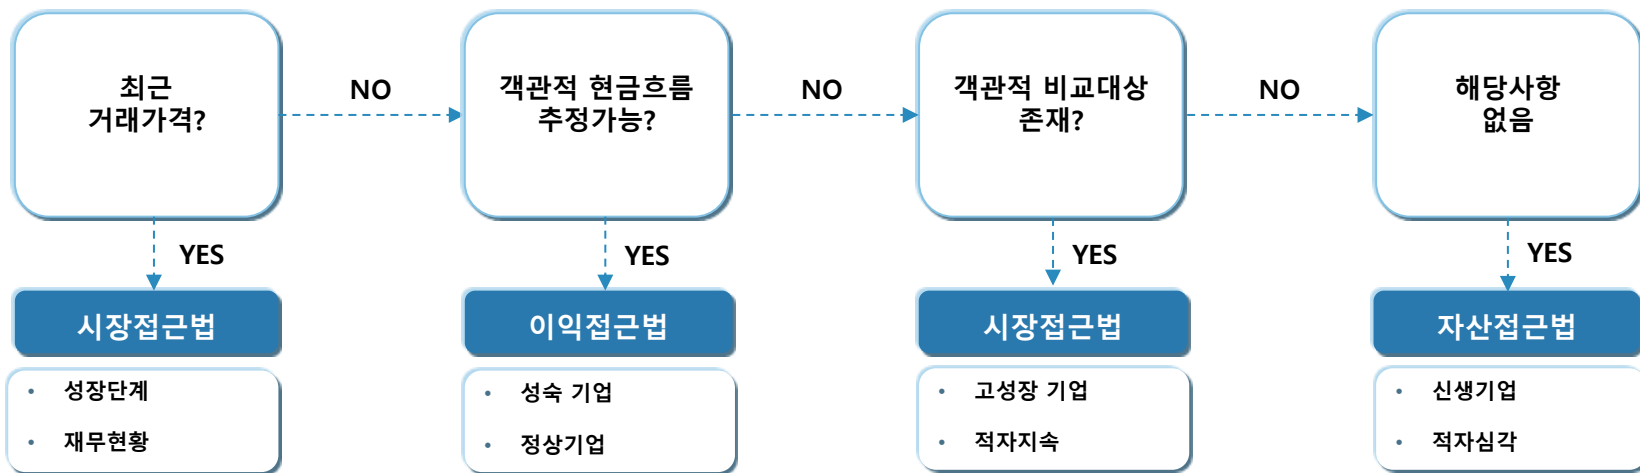 최근
거래가격?
NO
객관적 현금흐름
추정가능?
NO
객관적 비교대상
존재?
NO
해당사항
없음
YES
YES
YES
YES
시장접근법
이익접근법
시장접근법
자산접근법
• 성장단계
• 재무현황
• 성숙 기업
• 정상기업
• 고성장 기업
• 적자지속
• 신생기업
• 적자심각